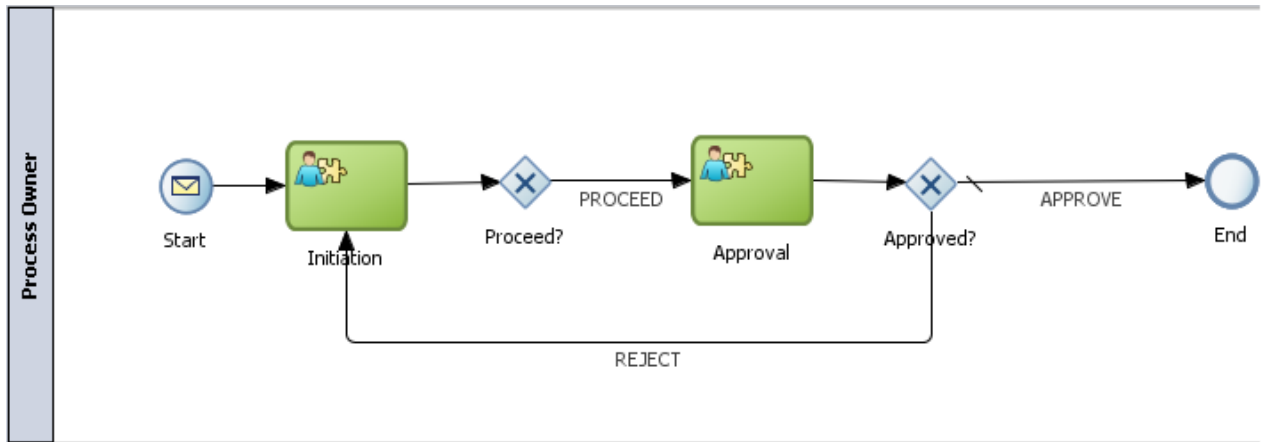 Process Owner
Start
Initiation
Proceed?
PROCEED
Approval
Approved?
APPROVE
End
REJECT